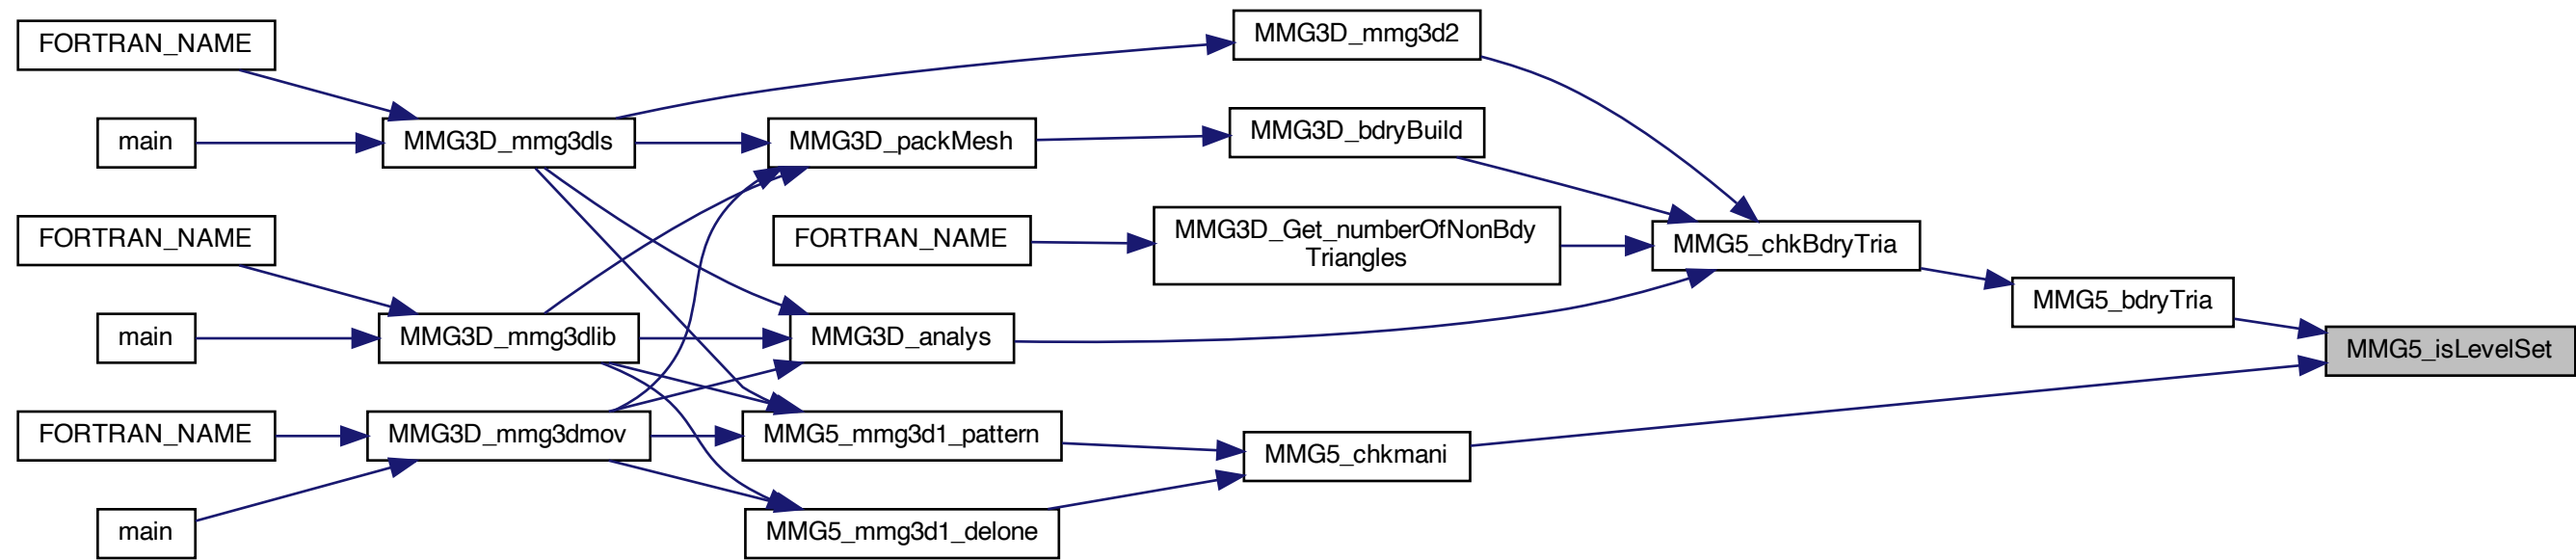 FORTRAN_NAME
main
FORTRAN_NAME
main
FORTRAN_NAME
main
MMG3D_mmg3dls
MMG3D_mmg3dlib
MMG3D_mmg3dmov
MMG3D_packMesh
FORTRAN_NAME
MMG3D_analys
MMG5_mmg3d1_pattern
MMG5_mmg3d1_delone
MMG3D_mmg3d2
MMG3D_bdryBuild
MMG3D_Get_numberOfNonBdy
Triangles
MMG5_chkmani
MMG5_chkBdryTria
MMG5_bdryTria
MMG5_isLevelSet